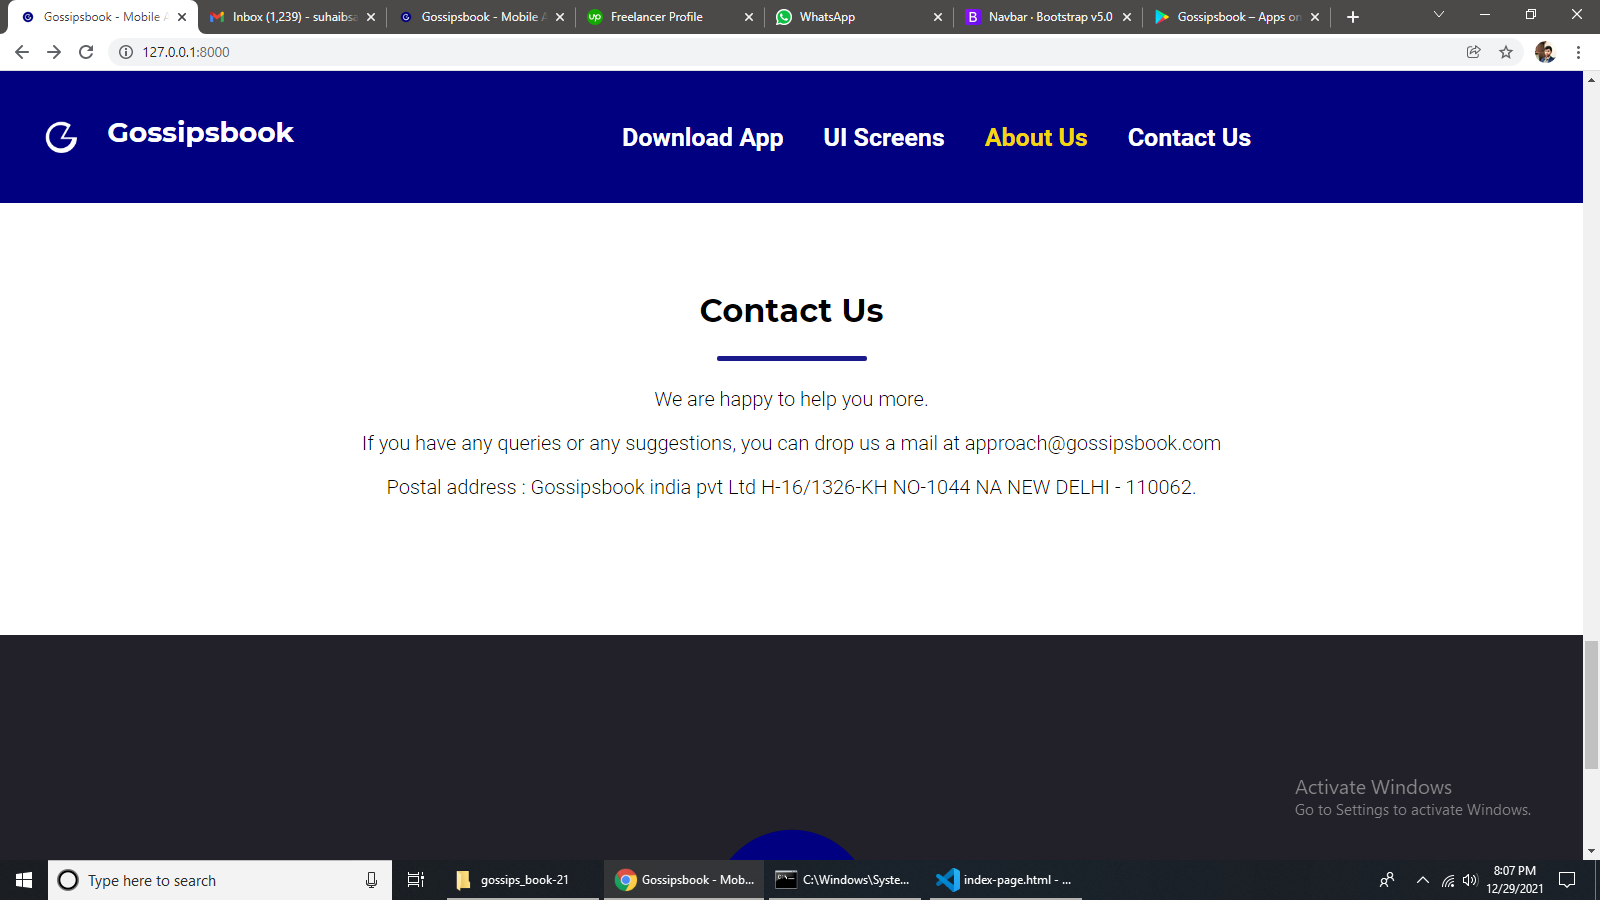 Gossipsbook - Mobile A
Inbox (1,239) - suhaibsa
Gossipsbook - Mobile A
Freelancer Profile
WhatsApp
Navbar · Bootstrap v5.0
Gossipsbook – Apps on
127.0.0.1:8000
Gossipsbook
Download App
UI Screens
About Us
Contact Us
Contact Us
We are happy to help you more.
If you have any queries or any suggestions, you can drop us a mail at approach@gossipsbook.com
Postal address : Gossipsbook india pvt Ltd H-16/1326-KH NO-1044 NA NEW DELHI - 110062.
Activate Windows
Go to Settings to activate Windows.
Type here to search
gossips_book-21
Gossipsbook - Mob...
C:\Windows\Syste...
index-page.html - ...
8:07 PM
12/29/2021